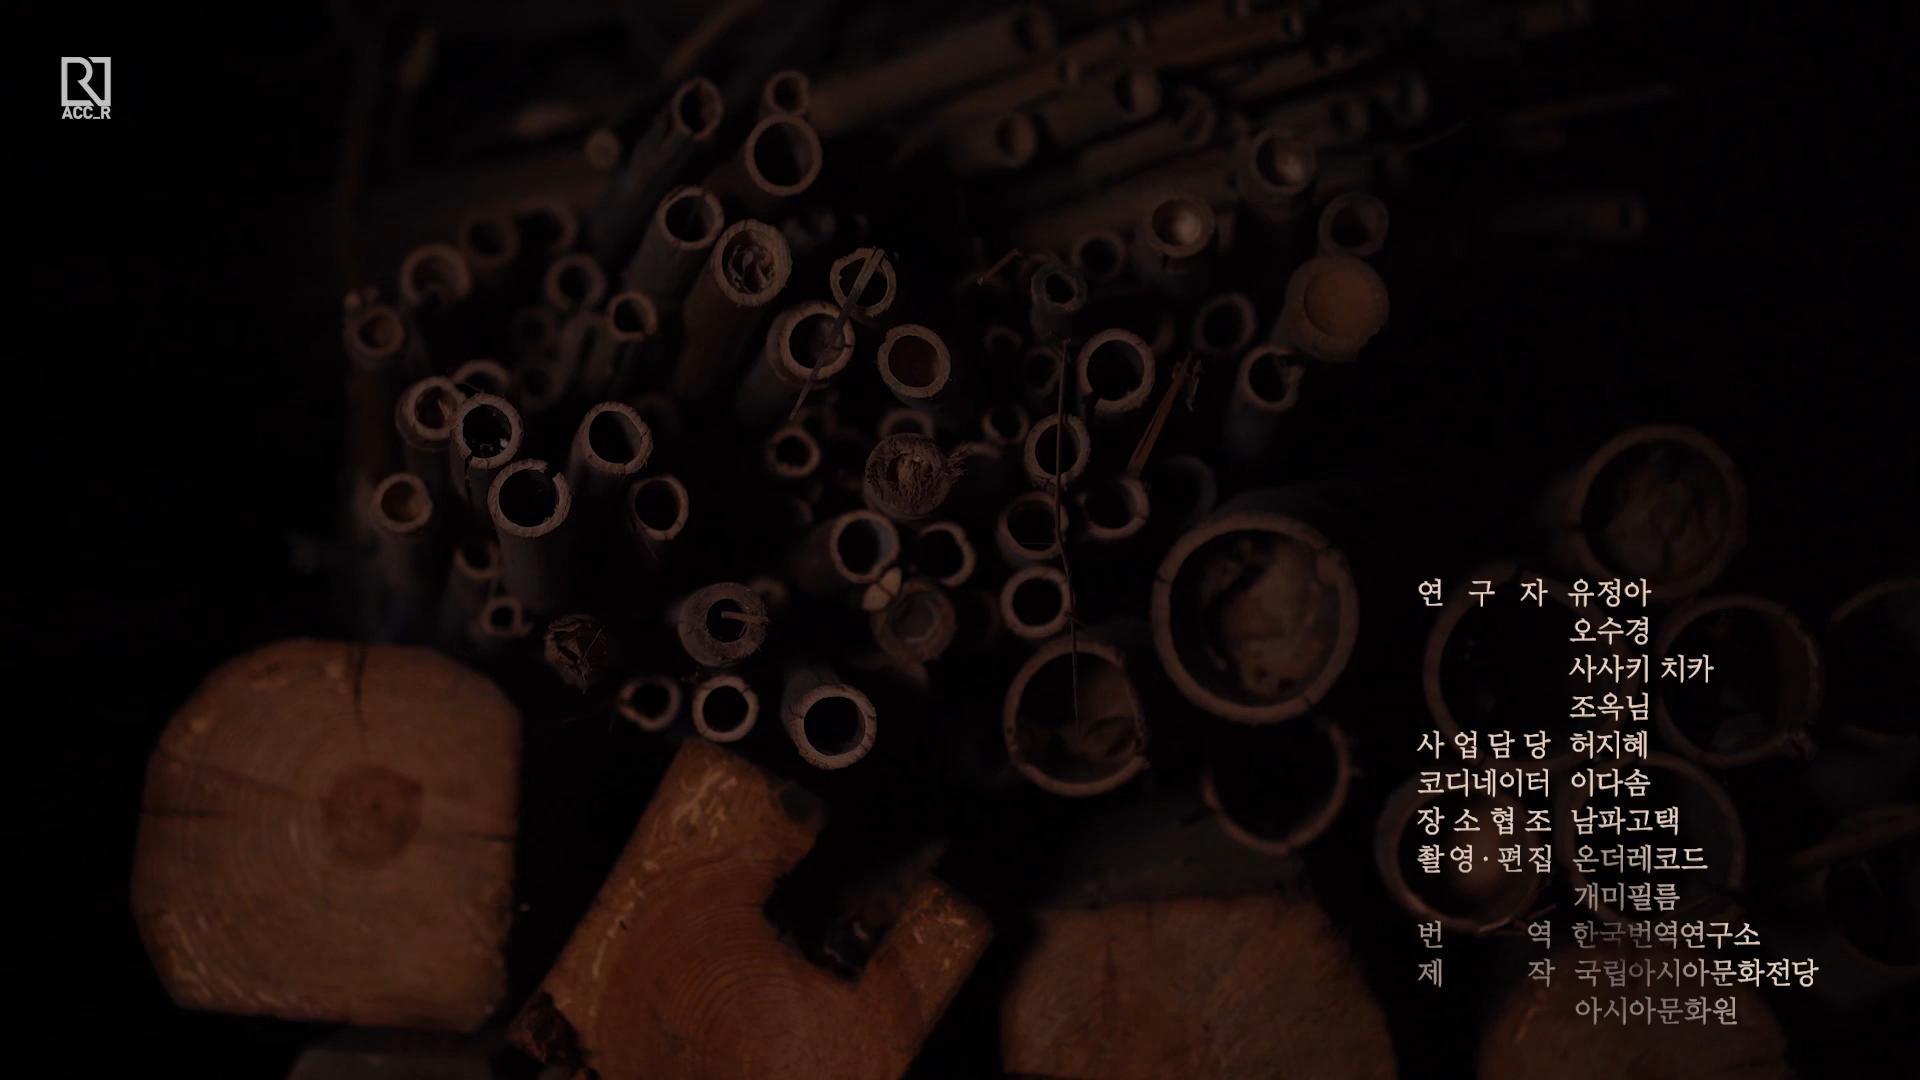 ACC_R
연 구 자 유정아
오수경
사사키 치카
조옥님
사업담당 허지혜
코디네이터 이다솜
장소협조 남파고택
촬영·편집 온더레코드
개미필름
번 역 한국번역연구소
제 작 국립아시아문화전당
아시아문화원